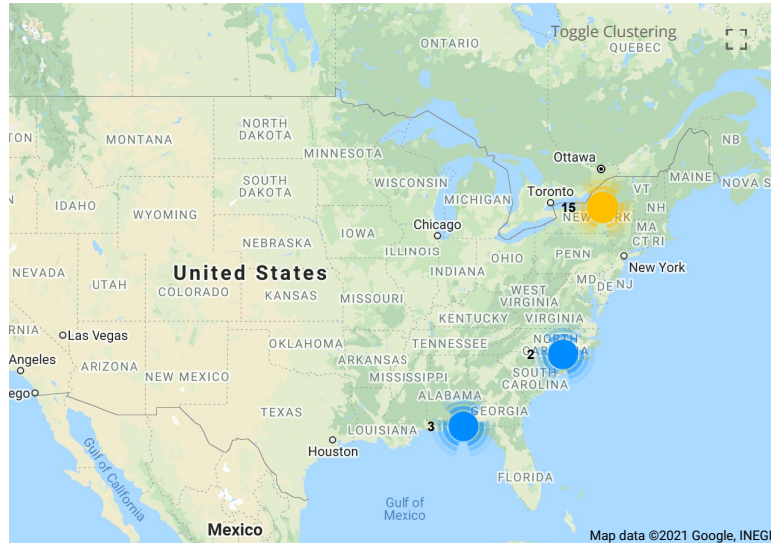 Toggle Clustering
ONTARIO
QUEBEC
NB
TON
MONTANA
NORTH
DAKOTA
MINNESOTA
Ottawa
MAINE
NOVA S
SOUTH
DAKOTA
WISCONSIN
MICHIGAN
Toronto
VT
IDAHO
WYOMING
15
NEW YORK
NH
Chicago
IOWA
MA
NEBRASKA
ILLINOIS
OHIO
PENN
CT RI
United States
INDIANA
New York
NEVADA
UTAH
COLORADO
KANSAS
MISSOURI
WEST
VIRGINIA
MD
DE
NJ
KENTUCKY
VIRGINIA
RNIA
Las Vegas
OKLAHOMA
TENNESSEE
NORTH
CAROLINA
2
Angeles
ARIZONA
NEW MEXICO
ARKANSAS
MISSISSIPPI
SOUTH
CAROLINA
ego
ALABAMA
TEXAS
GEORGIA
LOUISIANA
3
Houston
Gulf of
California
FLORIDA
Gulf of
Mexico
Mexico
Map data ©2021 Google, INEGI